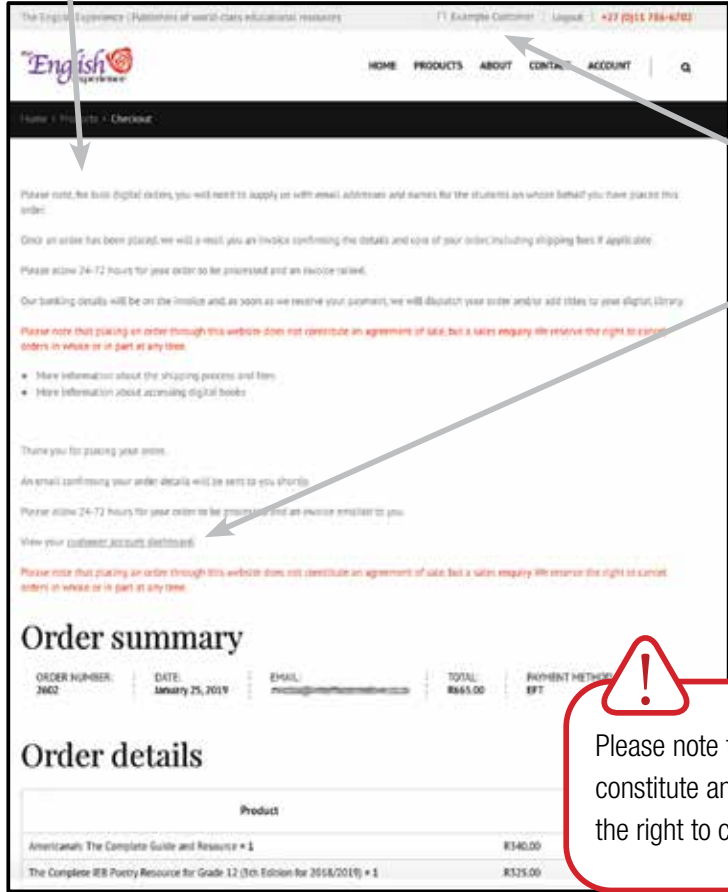 The English Experience | Publishers of world-class educational resources
Example Customer | Logout | +27 (0)11 786-6702
The English Experience
HOME PRODUCTS ABOUT CONTACT ACCOUNT
Home > Products > Checkout
Please note, for bulk digital orders, you will need to supply us with email addresses and names for the students on whose behalf you have placed this
order.
Once an order has been placed, we will e-mail you an invoice confirming the details and cost of your order, including shipping fees if applicable.
Please allow 24-72 hours for your order to be processed and an invoice raised.
Our banking details will be on the invoice and, as soon as we receive your payment, we will dispatch your order and/or add titles to your digital library.
Please note that placing an order through this website does not constitute an agreement of sale, but a sales enquiry. We reserve the right to cancel
orders in whole or in part at any time.
• More information about the shipping process and fees
• More information about accessing digital books
Thank you for placing your order.
An email confirming your order details will be sent to you shortly.
Please allow 24-72 hours for your order to be processed and an invoice emailed to you.
View your customer account dashboard.
Please note that placing an order through this website does not constitute an agreement of sale, but a sales enquiry. We reserve the right to cancel
orders in whole or in part at any time.
Order summary
ORDER NUMBER: DATE: EMAIL: TOTAL: PAYMENT METHOD:
2602 January 25, 2019 R665.00 EFT
Order details
Product
Americanah: The Complete Guide and Resource × 1 R340.00
The Complete IEB Poetry Resource for Grade 12 (5th Edition for 2018/2019) × 1 R325.00
!
Please note
constitute
the right to